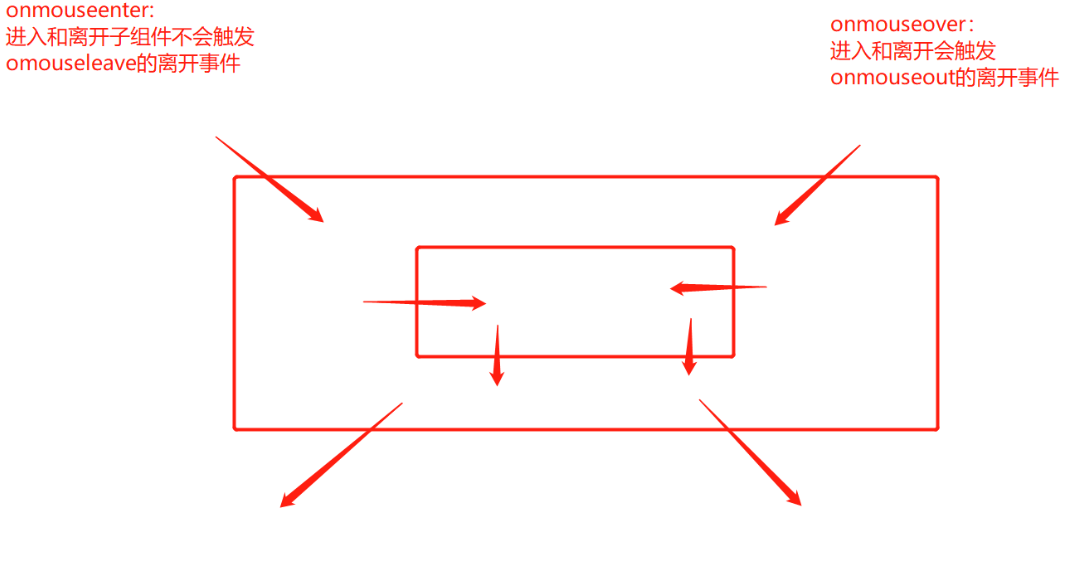 onmouseenter:
进入和离开子组件不会触发
omouseleave的离开事件
onmouseover：
进入和离开会触发
onmouseout的离开事件